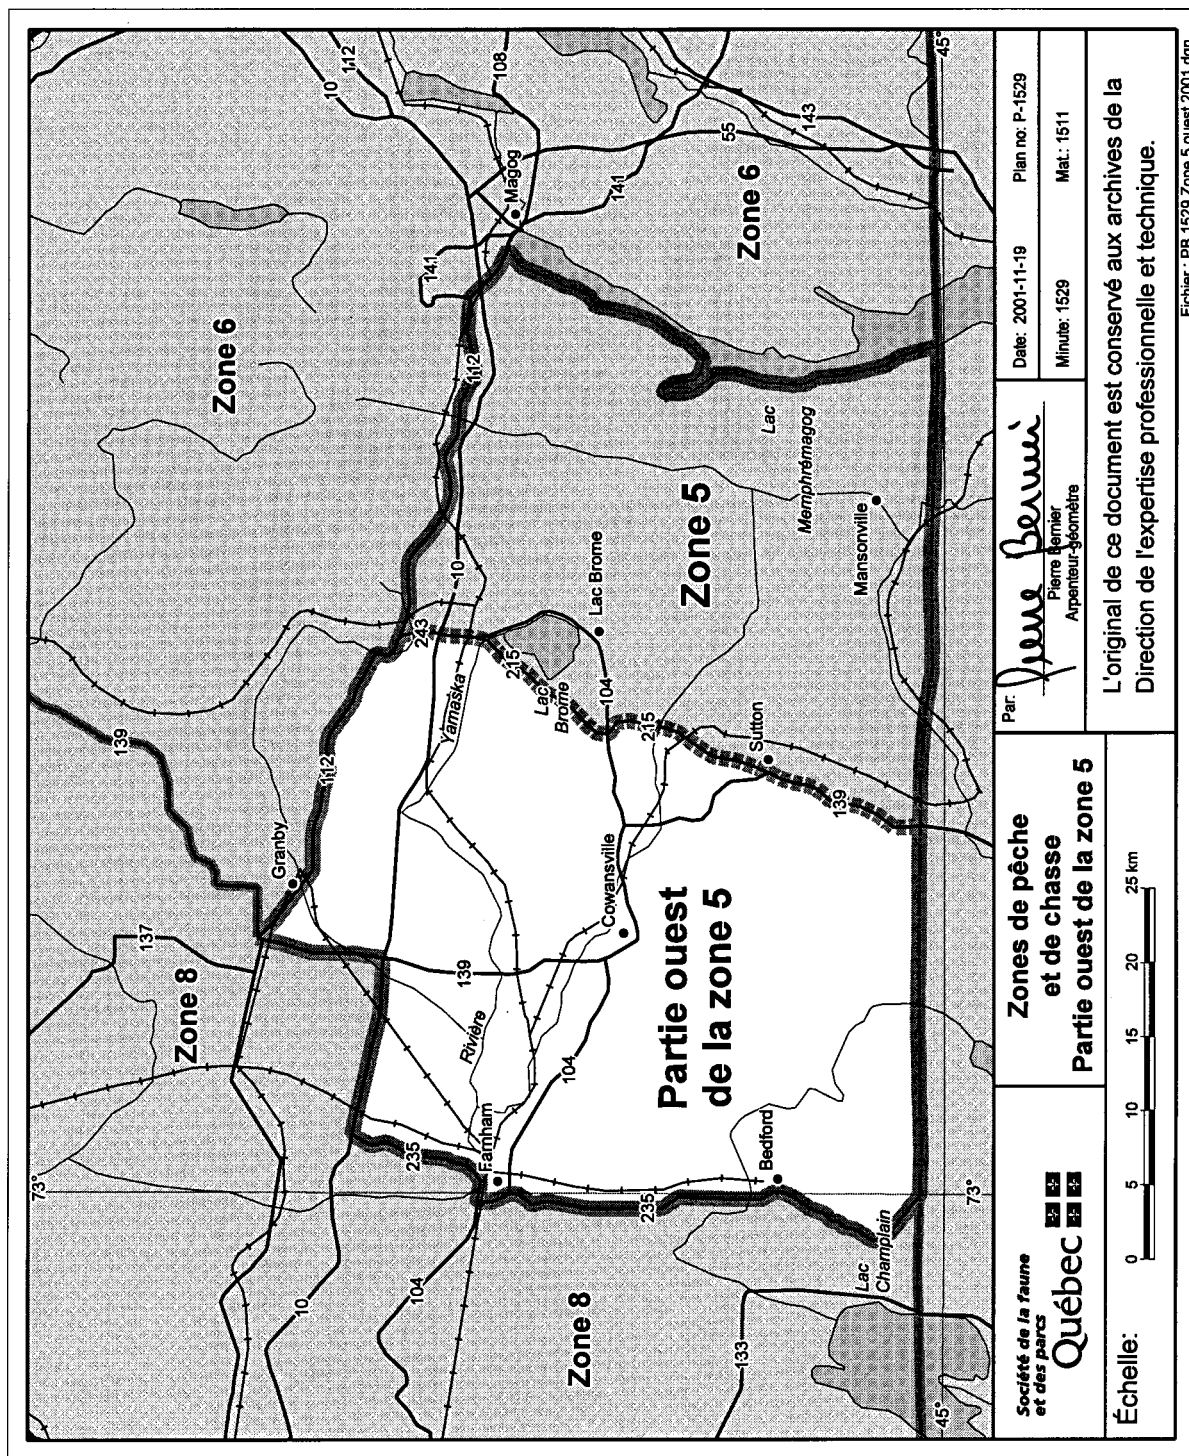 73°
45°
Zone 8
Zone 6
137
139
Granby
112
112
10
141
Magog
108
112
10
235
Farnham
Rivière
Yamaska
243
10
215
Lac
Brome
Lac Brome
104
104
104
139
Cowansville
Partie ouest
de la zone 5
Zone 5
Zone 8
Zone 6
141
55
143
10
235
Bedford
215
Sutton
139
Lac
Memphrémagog
Mansonville
133
Lac
Champlain
45°
73°
Société de la faune
et des parcs
Québec
Zones de pêche
et de chasse
Partie ouest de la zone 5
Échelle:
0 5 10 15 20 25 km
Par:
Pierre Bernier
Pierre Bernier
Arpenteur-géomètre
Date: 2001-11-19
Plan no: P-1529
Minute: 1529
Mat.: 1511
L'original de ce document est conservé aux archives de la
Direction de l'expertise professionnelle et technique.